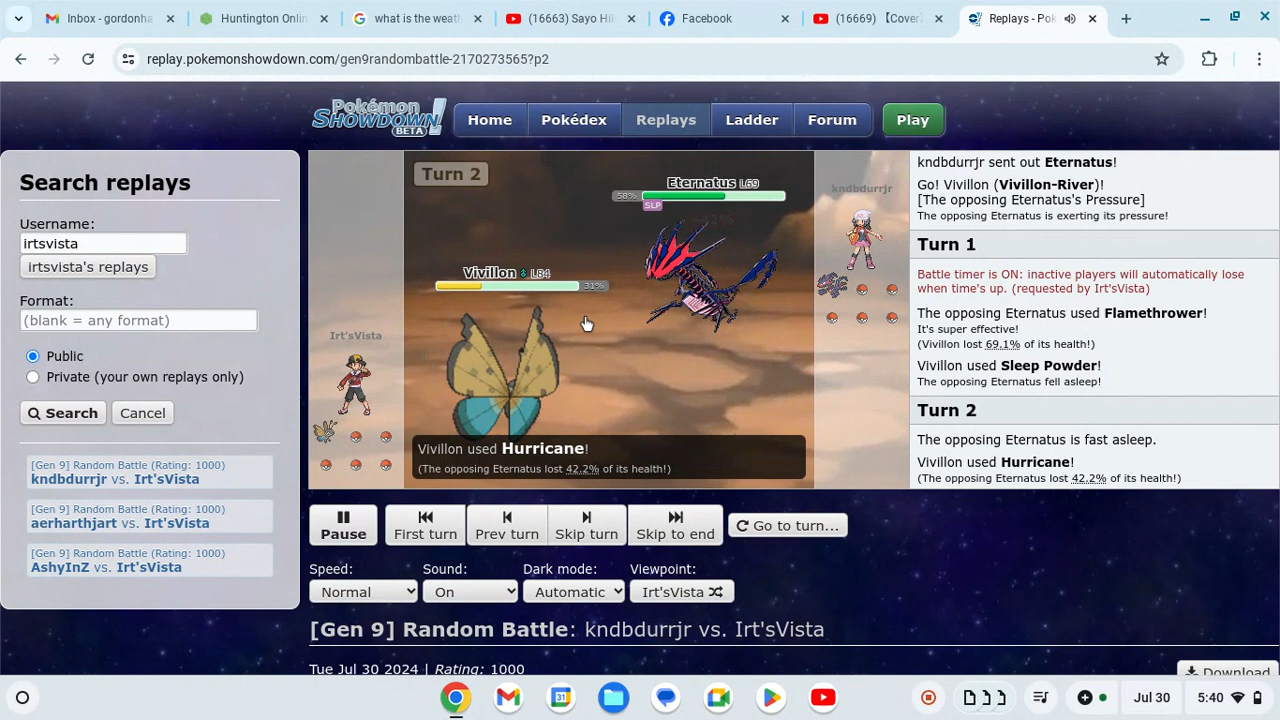 Inbox - gordonha
Huntington Onlin
what is the weat
(16663) Sayo Hik
Facebook
(16669) 【Cover】
Replays - Pok
replay.pokemonshowdown.com/gen9randombattle-2170273565?p2
Pokémon
SHOWDOWN!
BETA
Home
Pokédex
Replays
Ladder
Forum
Play
Search replays
Username:
irtsvista
irtsvista's replays
Format:
(blank = any format)
Public
Private (your own replays only)
Search
Cancel
[Gen 9] Random Battle (Rating: 1000)
kndbdurrjr vs. Irt'sVista
[Gen 9] Random Battle (Rating: 1000)
aerharthjart vs. Irt'sVista
[Gen 9] Random Battle (Rating: 1000)
AshyInZ vs. Irt'sVista
Turn 2
Eternatus L69
58%
SLP
kndbdurrjr
Vivillon L84
31%
Irt'sVista
Vivillon used Hurricane!
(The opposing Eternatus lost 42.2% of its health!)
kndbdurrjr sent out Eternatus!
Go! Vivillon (Vivillon-River)!
[The opposing Eternatus's Pressure]
The opposing Eternatus is exerting its pressure!
Turn 1
Battle timer is ON: inactive players will automatically lose
when time's up. (requested by Irt'sVista)
The opposing Eternatus used Flamethrower!
It's super effective!
(Vivillon lost 69.1% of its health!)
Vivillon used Sleep Powder!
The opposing Eternatus fell asleep!
Turn 2
The opposing Eternatus is fast asleep.
Vivillon used Hurricane!
(The opposing Eternatus lost 42.2% of its health!)
Pause
First turn
Prev turn
Skip turn
Skip to end
Go to turn...
Speed:
Sound:
Dark mode:
Viewpoint:
Normal
On
Automatic
Irt'sVista
[Gen 9] Random Battle: kndbdurrjr vs. Irt'sVista
Tue Jul 30 2024 | Rating: 1000
Download
Jul 30
5:40